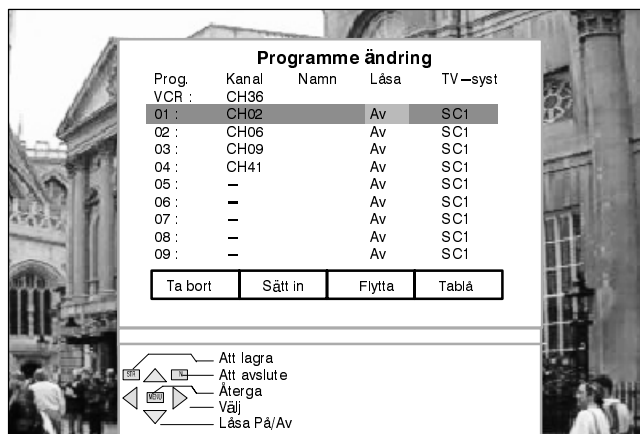 Programme ändring
Prog. Kanal Namn Låsa TV-syst
VCR : CH36
01 : CH02 Av SC1
02 : CH06 Av SC1
03 : CH09 Av SC1
04 : CH41 Av SC1
05 : – Av SC1
06 : – Av SC1
07 : – Av SC1
08 : – Av SC1
09 : – Av SC1
Ta bort Sätt in Flytta Tablå
Att lagra
STR N Att avslute
Återga
MENU Välj
Låsa På/Av